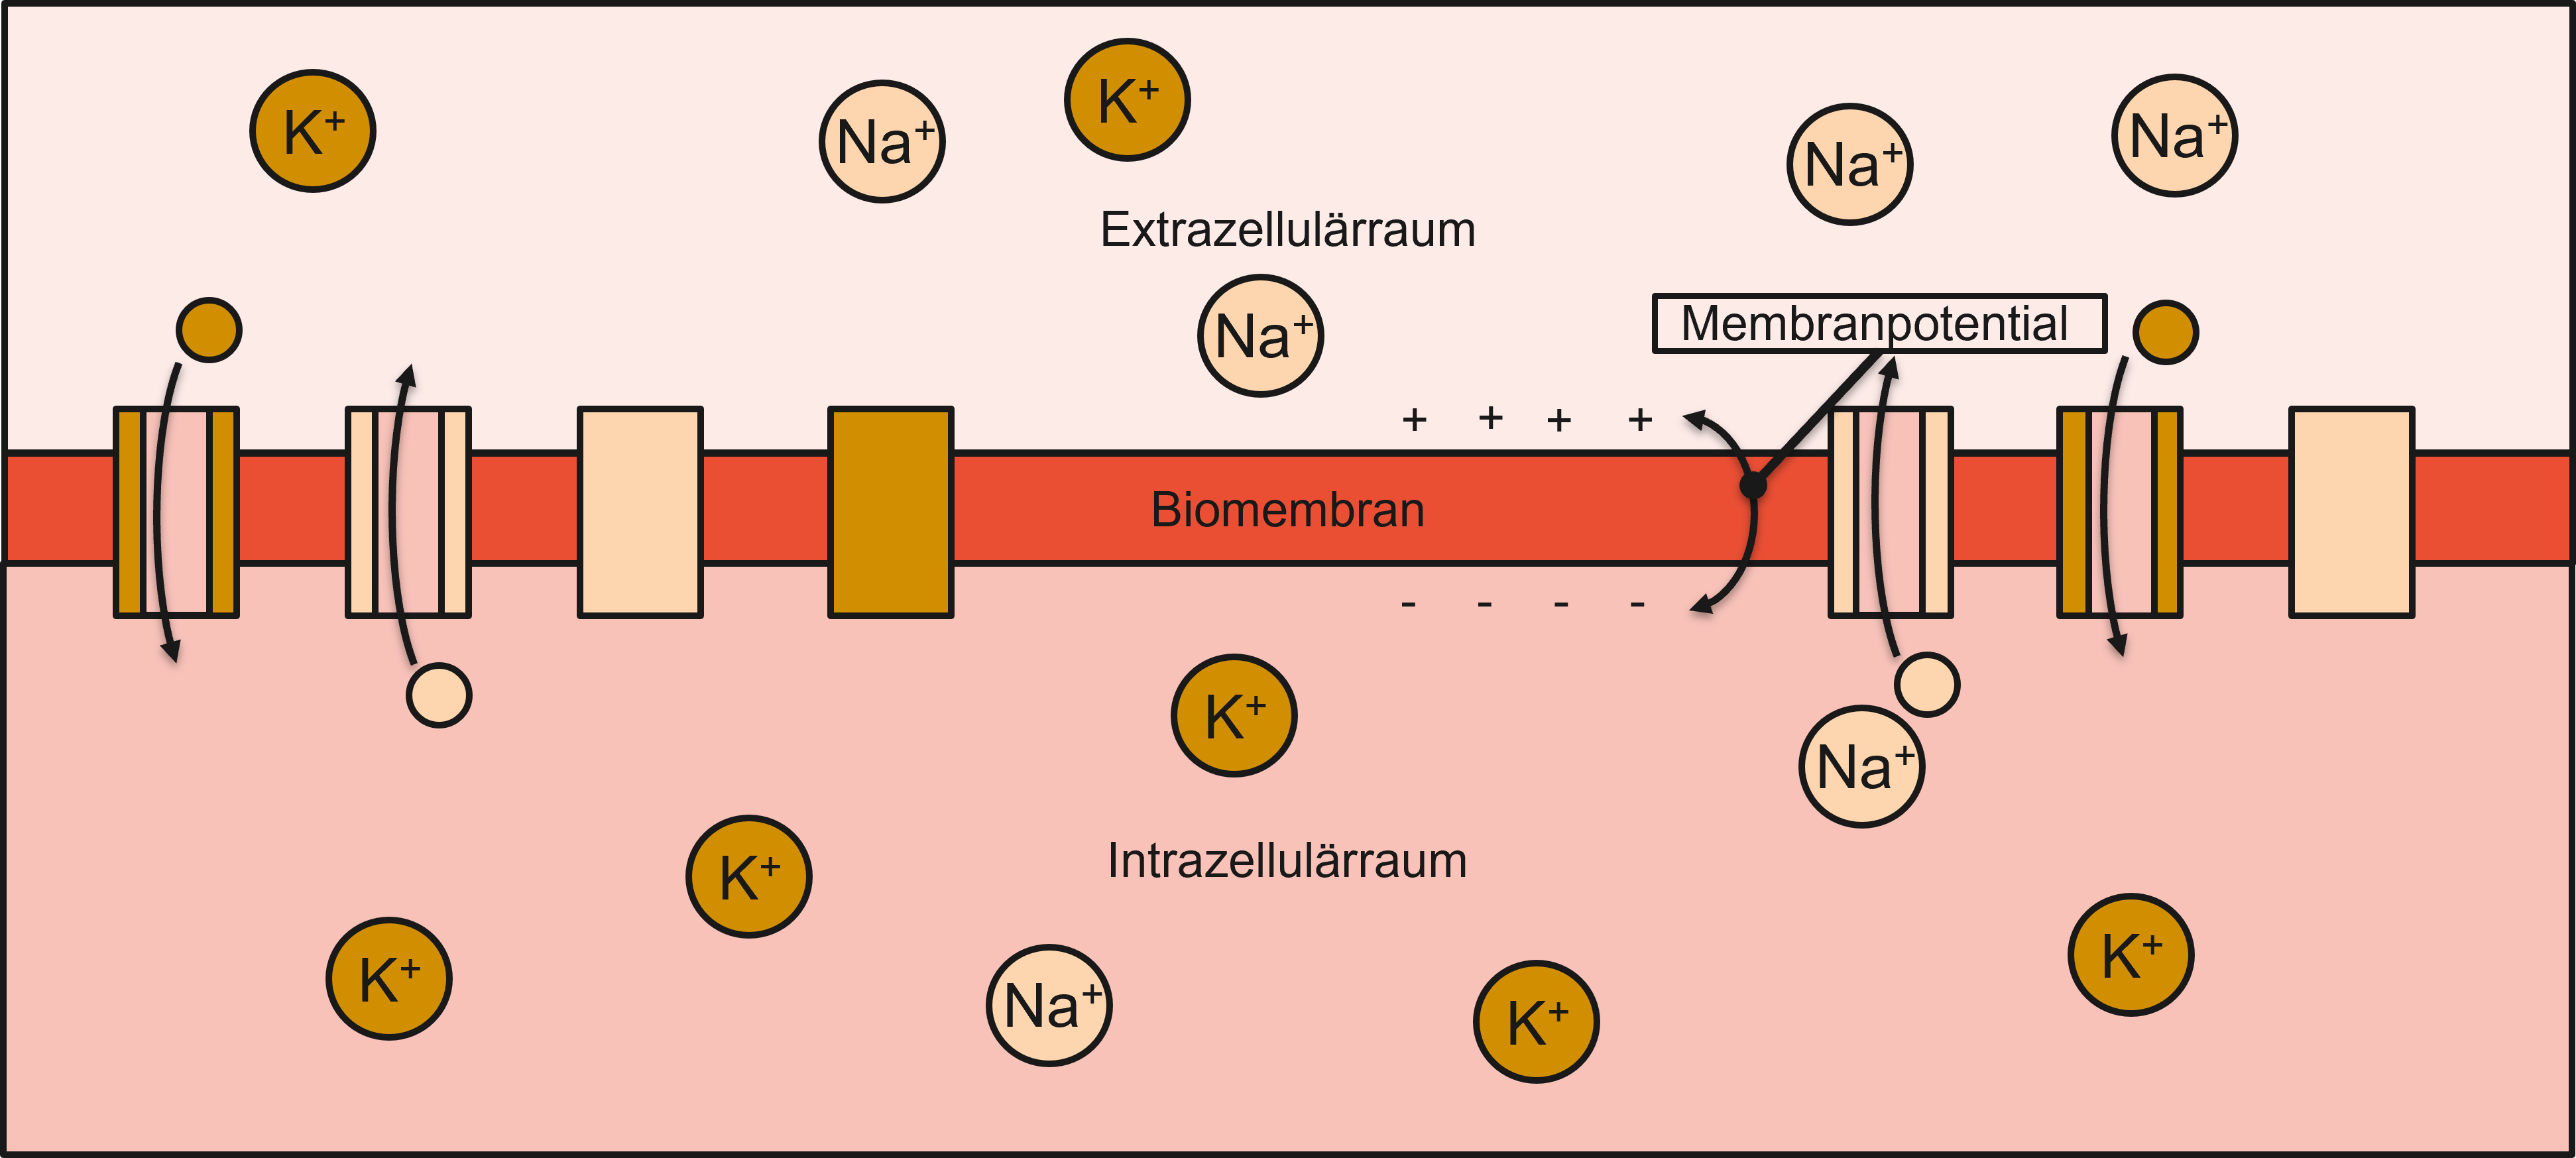 K+
Na+
K+
Na+
Na+
Extrazellulärraum
Na+
Membranpotential
+ + + +
Biomembran
- - - -
K+
Na+
K+
Intrazellulärraum
K+
Na+
K+
K+